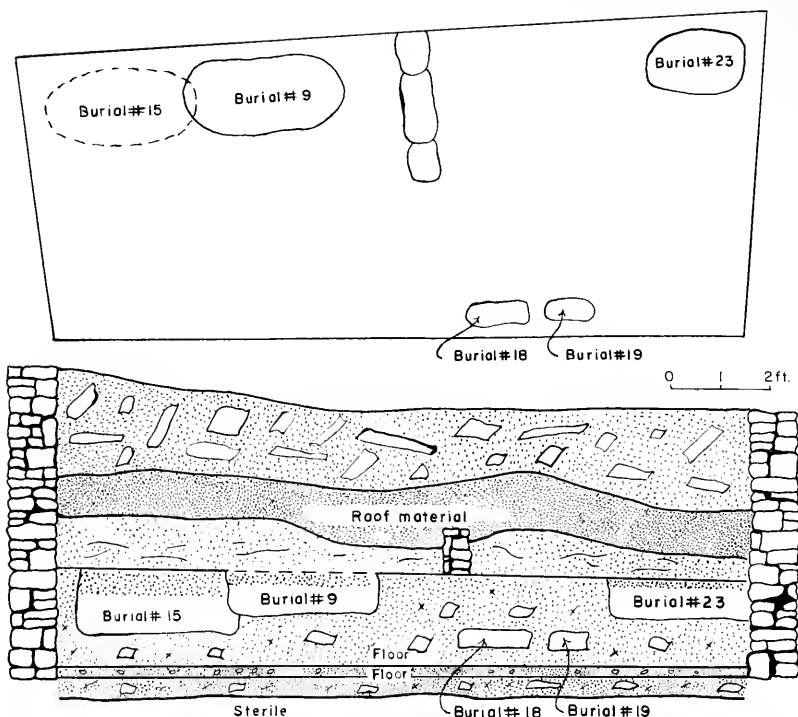 Burial#15
Burial#9
Burial#23
Burial#18
Burial#19
0 1 2ft.
Roof material
Burial#15
Burial#9
Burial#23
Floor
Floor
Sterile
Burial#18
Burial#19